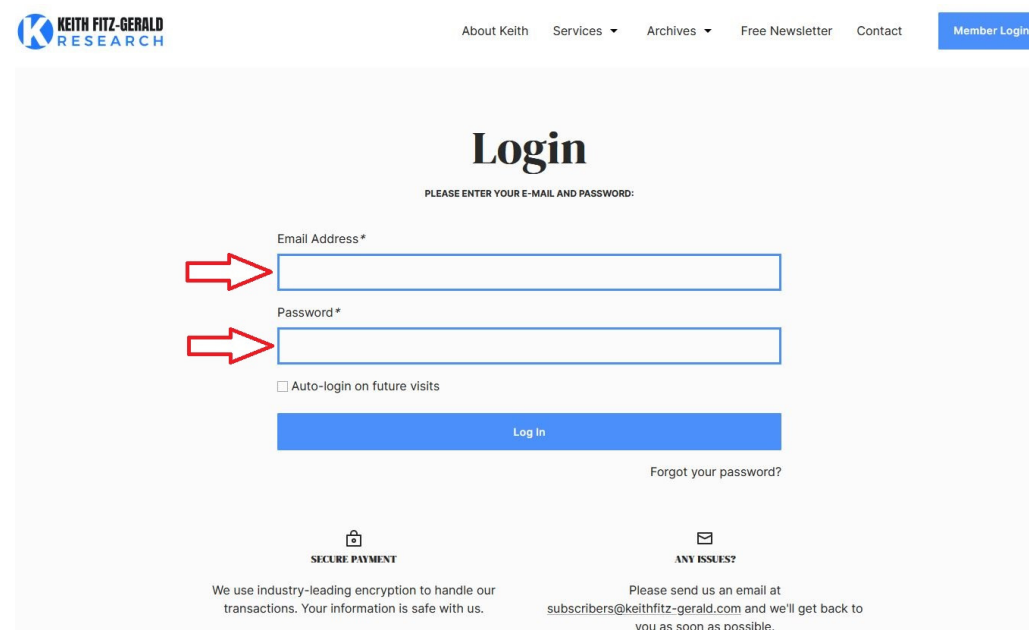 KEITH FITZ-GERALD
RESEARCH
About Keith Services Archives Free Newsletter Contact Member Login
Login
PLEASE ENTER YOUR E-MAIL AND PASSWORD:
Email Address*
Password*
Auto-login on future visits
Log In
Forgot your password?
SECURE PAYMENT
We use industry-leading encryption to handle our
transactions. Your information is safe with us.
ANY ISSUES?
Please send us an email at
subscribers@keithfitz-gerald.com and we'll get back to
you as soon as possible.